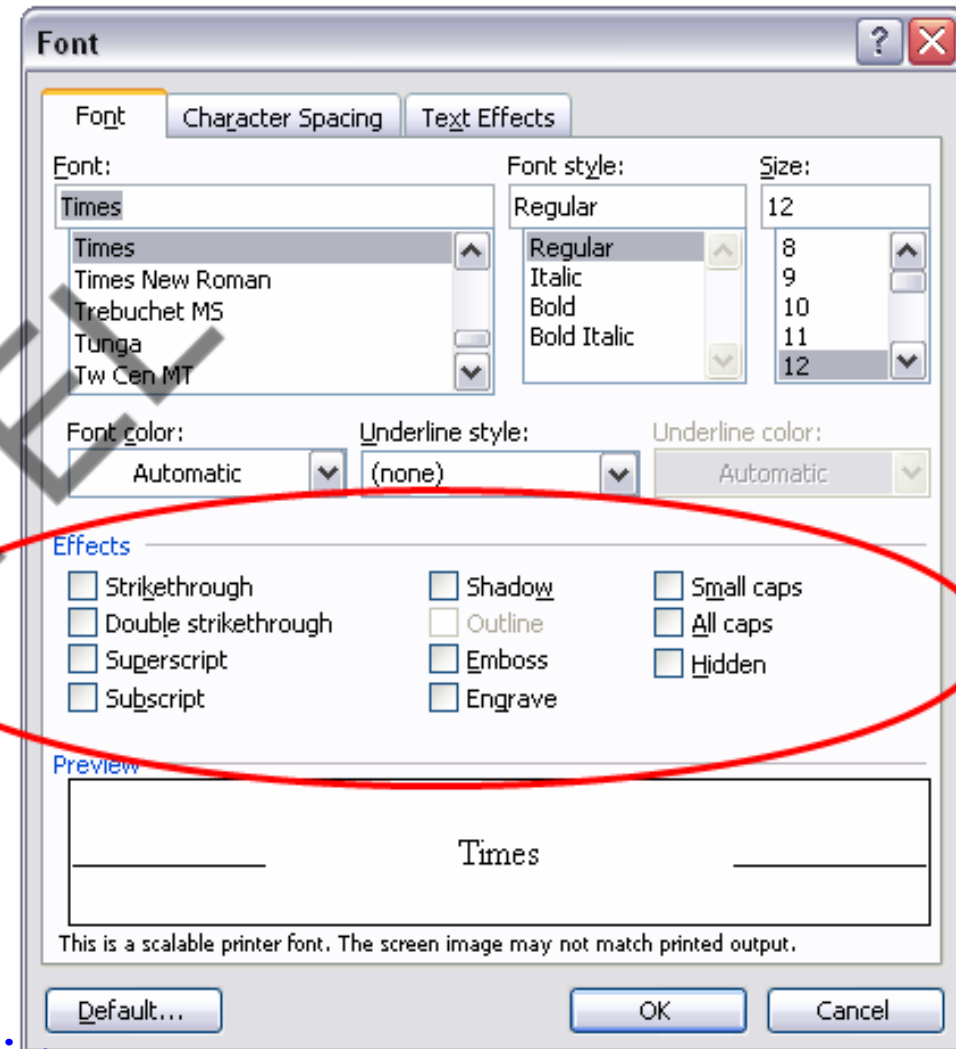 Font
Font Character Spacing Text Effects
Font: Font style: Size:
Times Regular 12
Times Regular 8
Times New Roman Italic 9
Trebuchet MS Bold 10
Tunga Bold Italic 11
Tw Cen MT 12
Font color: Underline style: Underline color:
Automatic (none) Automatic
Effects
Strikethrough Shadow Small caps
Double strikethrough Outline All caps
Superscript Emboss Hidden
Subscript Engrave
Preview
Times
This is a scalable printer font. The screen image may not match printed output.
Default... OK Cancel